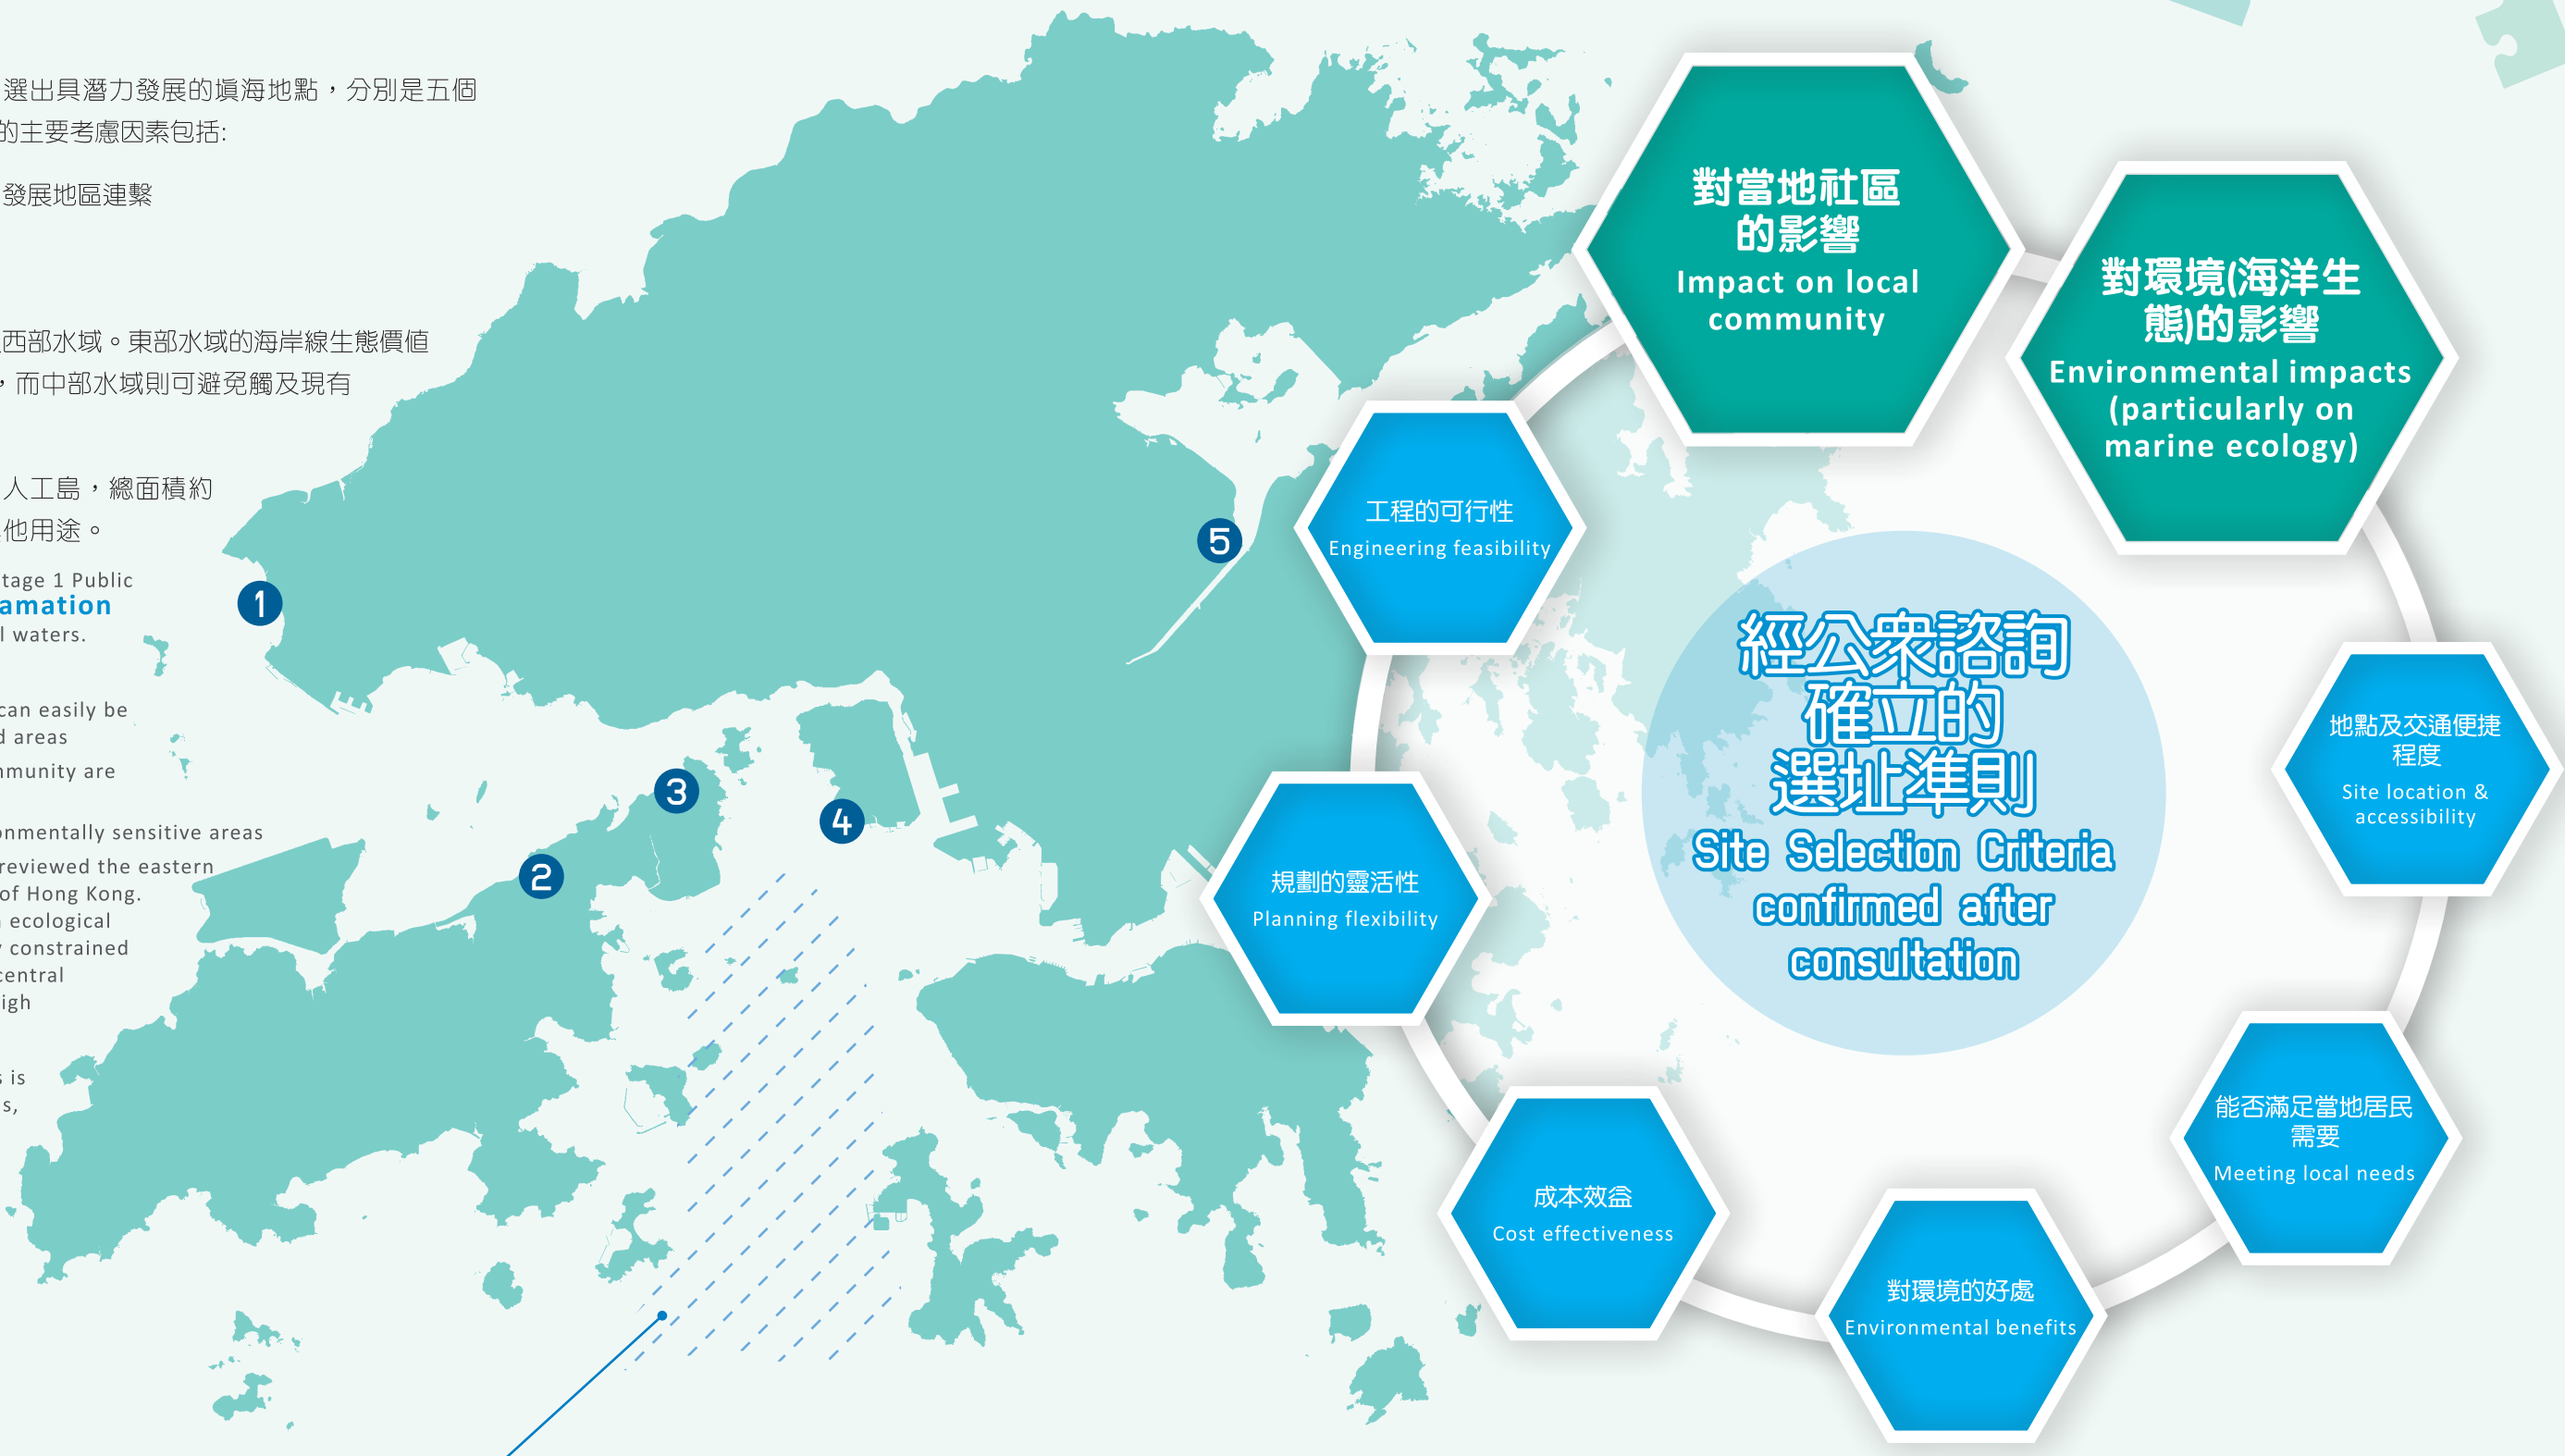 選出具潛力發展的填海地點，分別是五個
的主要考慮因素包括:
發展地區連繫
西部水域。東部水域的海岸線生態價值
，而中部水域則可避免觸及現有
人工島，總面積約
他用途。
tage 1 Public
amation
l waters.
can easily be
d areas
mmunity are
onmentally sensitive areas
reviewed the eastern
of Hong Kong.
ecological
y constrained
central
igh
s is
s,
1
2
3
4
5
對當地社區
的影響
Impact on local
community
對環境(海洋生
態)的影響
Environmental impacts
(particularly on
marine ecology)
地點及交通便捷
程度
Site location &
accessibility
能否滿足當地居民
需要
Meeting local needs
對環境的好處
Environmental benefits
成本效益
Cost effectiveness
規劃的靈活性
Planning flexibility
工程的可行性
Engineering feasibility
經公眾諮詢
確立的
選址準則
Site Selection Criteria
confirmed after
consultation